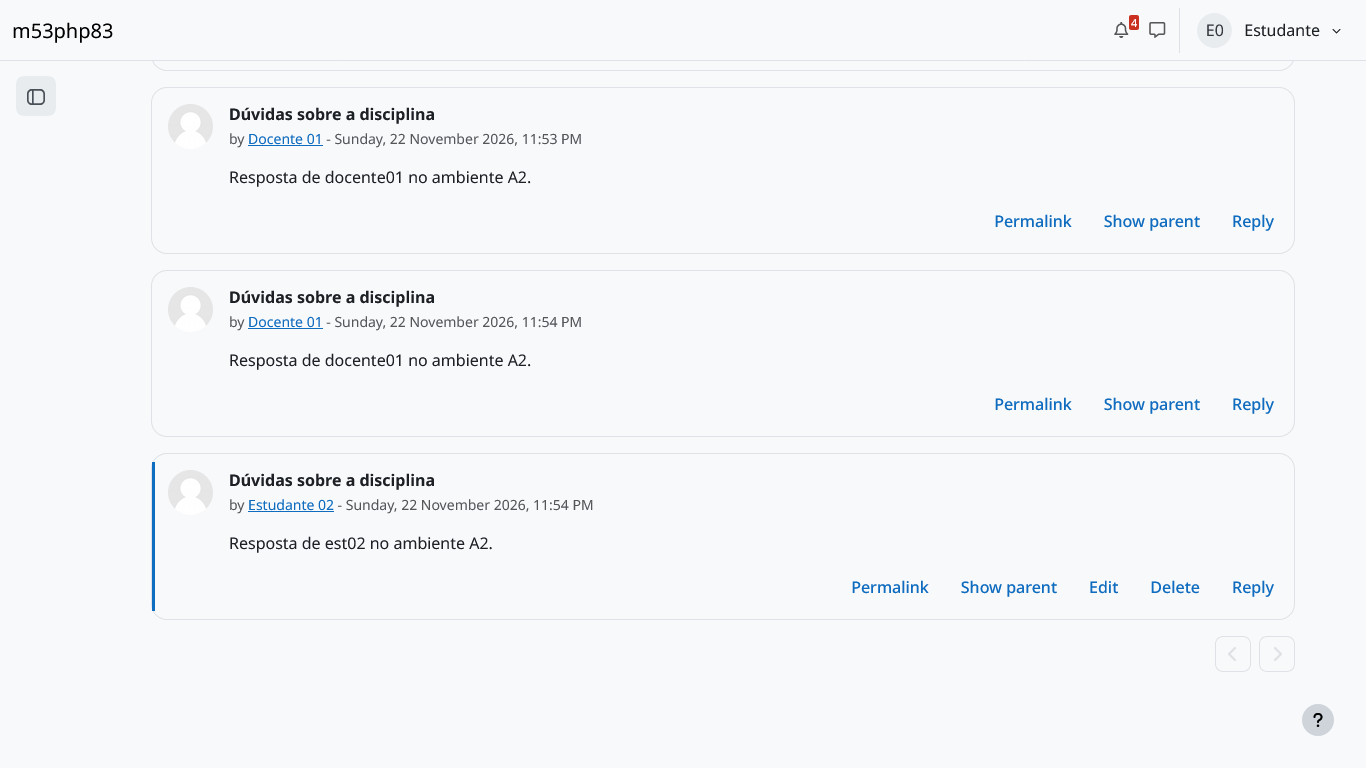 m53php83
4
E0
Estudante
Dúvidas sobre a disciplina
by Docente 01 - Sunday, 22 November 2026, 11:53 PM
Resposta de docente01 no ambiente A2.
Permalink Show parent Reply
Dúvidas sobre a disciplina
by Docente 01 - Sunday, 22 November 2026, 11:54 PM
Resposta de docente01 no ambiente A2.
Permalink Show parent Reply
Dúvidas sobre a disciplina
by Estudante 02 - Sunday, 22 November 2026, 11:54 PM
Resposta de est02 no ambiente A2.
Permalink Show parent Edit Delete Reply
?